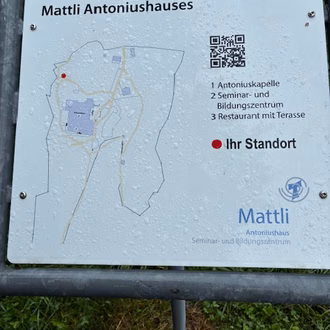 Mattli Antoniushauses
1 Antoniuskapelle
2 Seminar- und
Bildungszentrum
3 Restaurant mit Terasse
Ihr Standort
Mattli
Antoniushaus
Seminar- und Bildungszentrum